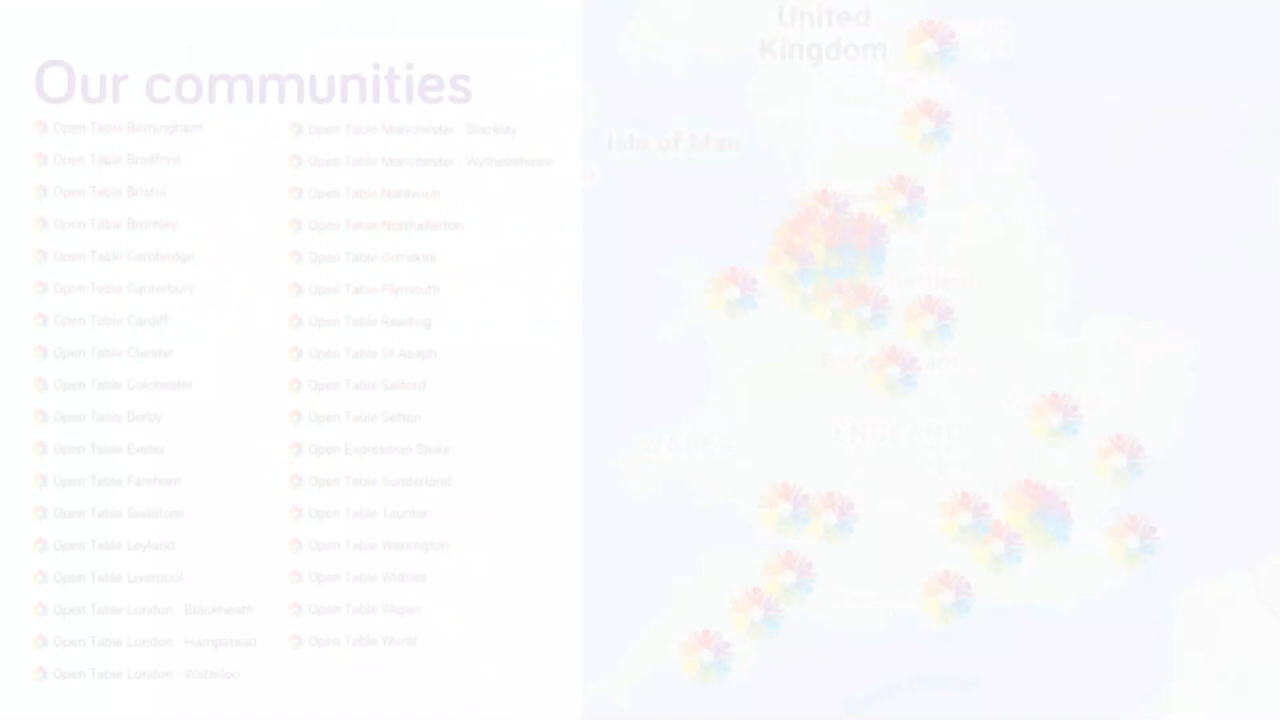 Our communities
Open Table Birmingham
Open Table Bradford
Open Table Bristol
Open Table Bromley
Open Table Cambridge
Open Table Canterbury
Open Table Cardiff
Open Table Chester
Open Table Colchester
Open Table Derby
Open Table Exeter
Open Table Fareham
Open Table Guildford
Open Table Leyland
Open Table Liverpool
Open Table London - Blackheath
Open Table London - Hampstead
Open Table London - Waterloo
Open Table Manchester - Blackley
Open Table Manchester - Wythenshawe
Open Table Nantwich
Open Table Northallerton
Open Table Ormskirk
Open Table Plymouth
Open Table Reading
Open Table St Asaph
Open Table Salford
Open Table Sefton
Open Expression Stoke
Open Table Sunderland
Open Table Taunton
Open Table Warrington
Open Table Widnes
Open Table Wigan
Open Table Wirral
United
Kingdom
Isle of Man
WALES
ENGLAND